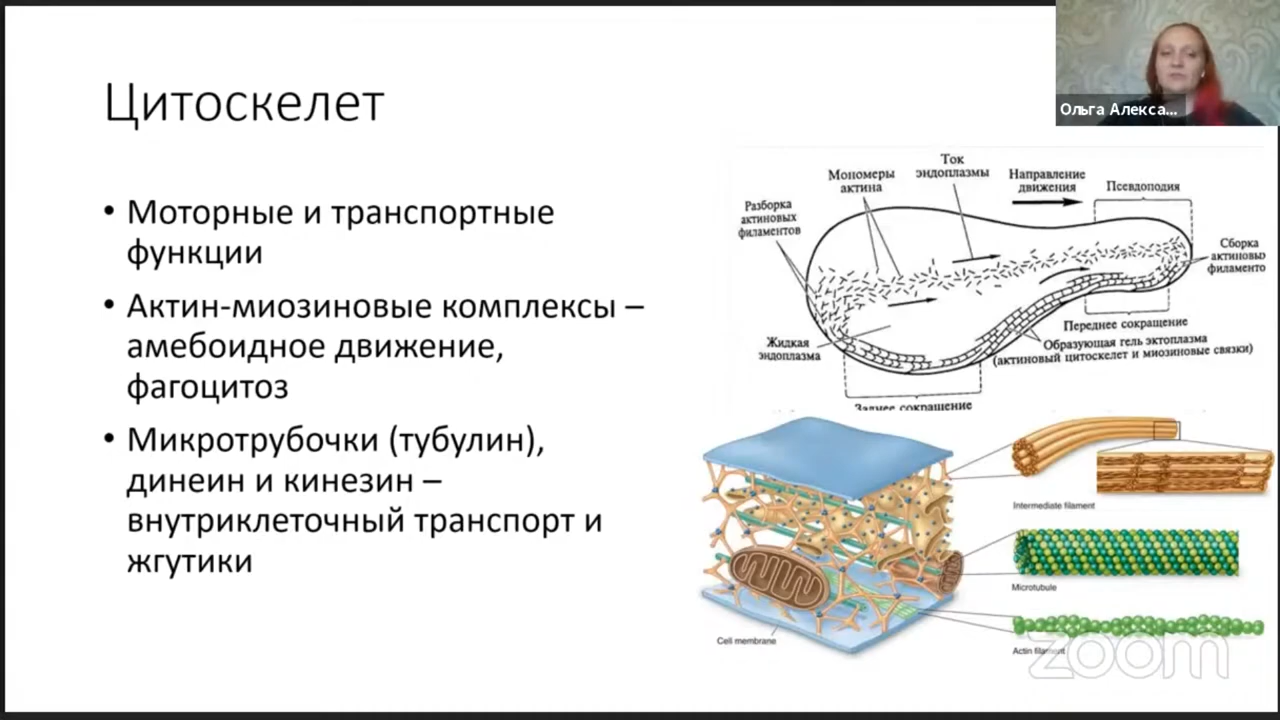 Цитоскелет
• Моторные и транспортные
функции
• Актин-миозиновые комплексы –
амебоидное движение,
фагоцитоз
• Микротрубочки (тубулин),
динеин и кинезин –
внутриклеточный транспорт и
жгутики
Ольга Алекса...
Ток
эндоплазмы
Мономеры
актина
Направление
движения
Псевдоподия
Разборка
актиновых
филаментов
Сборка
актиновых
филаменто
Жидкая
эндоплазма
Переднее сокращение
Образующая гель эктоплазма
(актиновый цитоскелет и миозиновые связки)
Заднее сокращение
Intermediate filament
Microtubule
Cell membrane
Actin filament
zoom